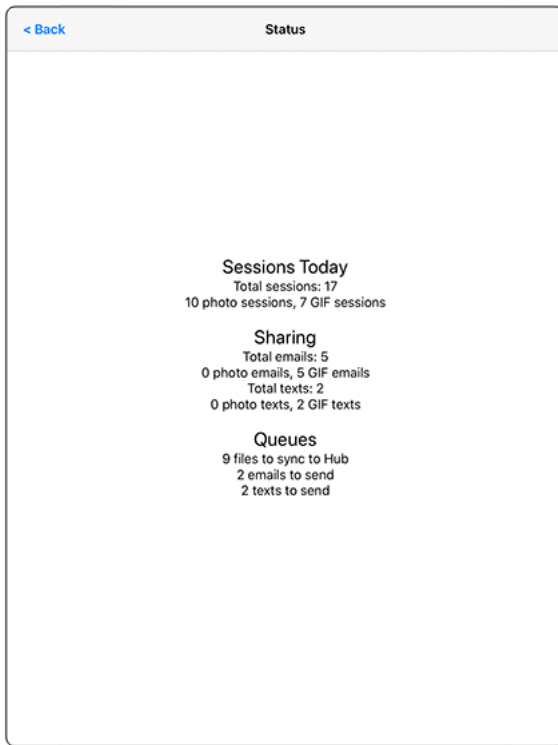 < Back
Status
Sessions Today
Total sessions: 17
10 photo sessions, 7 GIF sessions
Sharing
Total emails: 5
0 photo emails, 5 GIF emails
Total texts: 2
0 photo texts, 2 GIF texts
Queues
9 files to sync to Hub
2 emails to send
2 texts to send